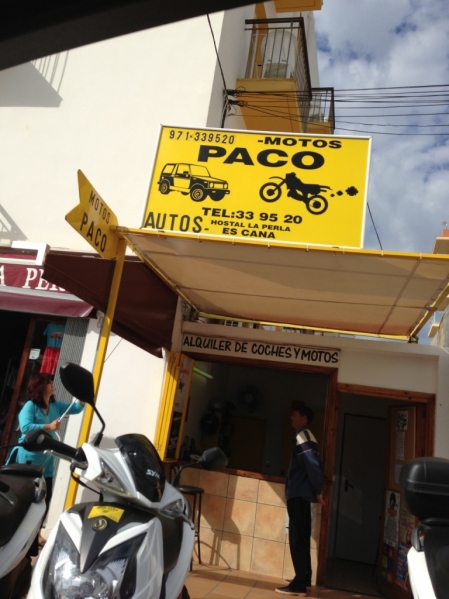 971-339520
-MOTOS
PACO
AUTOS-
TEL:33 95 20
HOSTAL LA PERLA
ES CANA
MOTOS
PACO
ALQUILER DE COCHES Y MOTOS